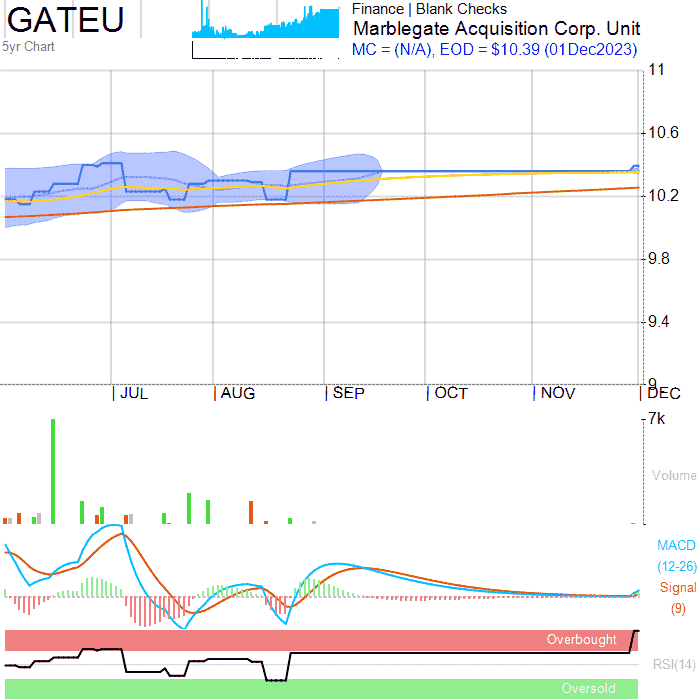 GATEU
5yr Chart
Finance | Blank Checks
Marblegate Acquisition Corp. Unit
MC = (N/A), EOD = $10.39 (01Dec2023)
11
10.6
10.2
9.8
9.4
9
JUL AUG SEP OCT NOV DEC
7k
Volume
MACD
(12-26)
Signal
(9)
Overbought
RSI(14)
Oversold